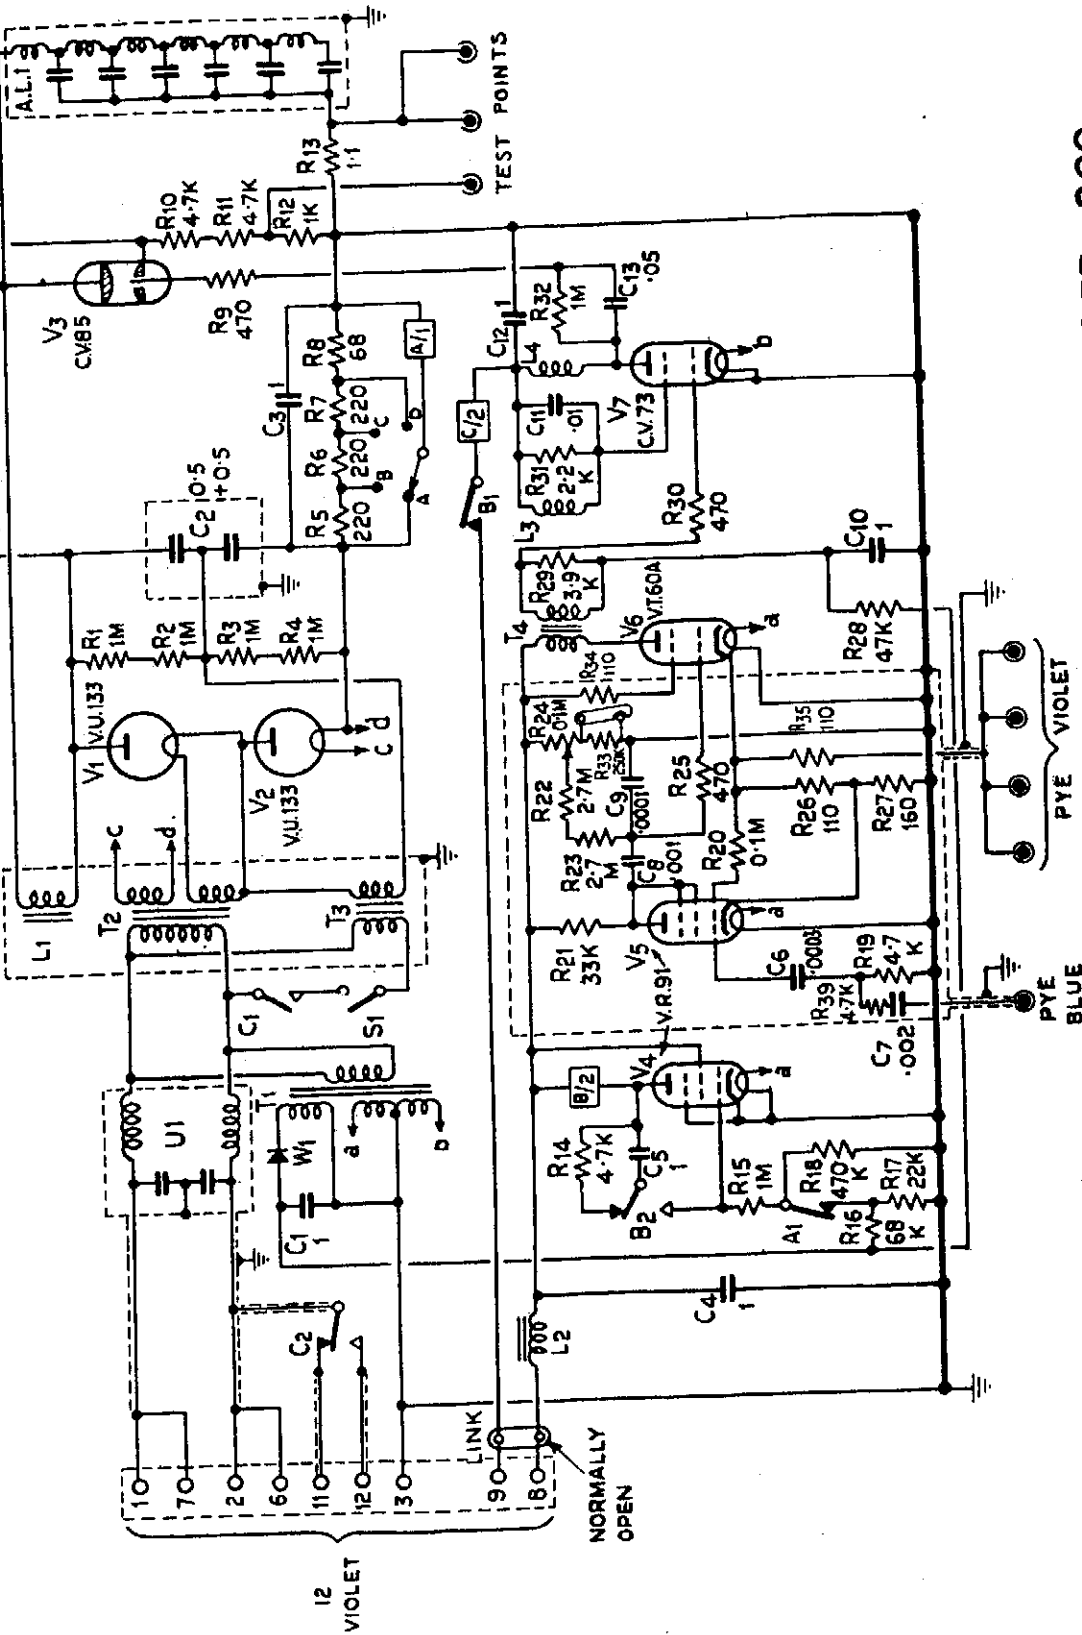 A.L.1
TEST POINTS
R13
1·1
R10
4·7K
R11
4·7K
R12
1K
V3
CV85
R9
470
R8
68
A/1
R7
220
R6
220
R5
220
A
B
C
D
C3
1
C2
0·5
+0·5
R1
1M
R2
1M
R3
1M
R4
1M
V1
V.U.133
V2
V.U.133
c
d
c
d
L1
T2
T3
C1
S1
U1
T1
W1
a
b
C1
1
C2
1
7
2
6
11
12
3
9
8
12
VIOLET
LINK
NORMALLY
OPEN
L2
C4
1
B1
C/2
C12
1
L4
R32
1M
C13
.05
C11
.01
R31
2·2
K
L3
V7
C.V.73
b
R30
470
R29
3.9
K
T4
V6
V.T.60A
a
C10
1
R28
47K
R34
110
R24
0·1M
R33
250K
R22
2·7M
C9
.0001
R25
470
R35
110
R26
110
R27
160
R23
2·7
M
C8
.001
R20
0·1M
R21
33K
V5
V.R.91
a
C6
.0003
R39
4·7K
R19
4·7
K
C7
.002
V4
a
B/2
R14
4·7K
C5
1
B2
R15
1M
R18
470
K
A1
R16
68
K
R17
22K
PYE
VIOLET
PYE
BLUE